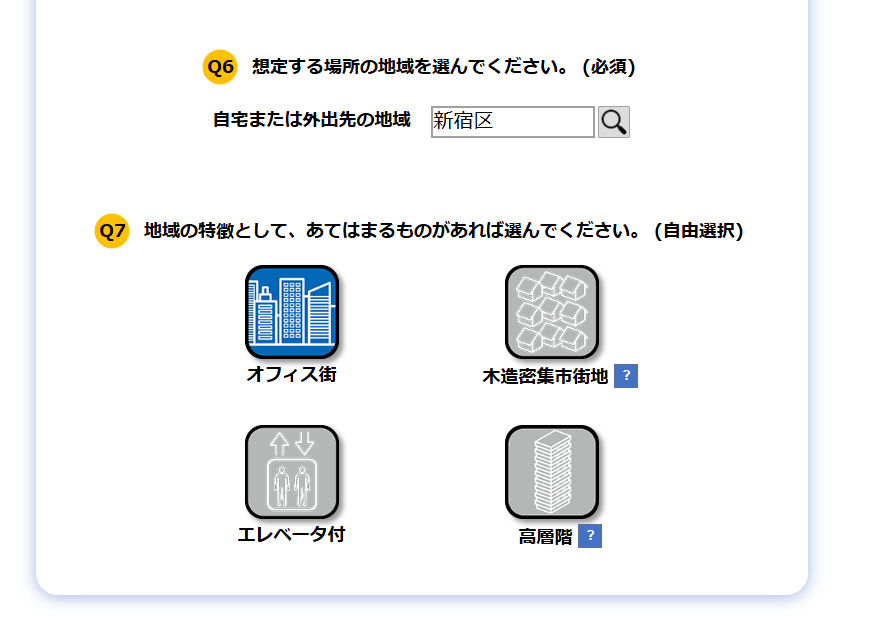 Q6 想定する場所の地域を選んでください。 (必須)
自宅または外出先の地域 新宿区
Q7 地域の特徴として、あてはまるものがあれば選んでください。 (自由選択)
オフィス街
木造密集市街地 ?
エレベータ付
高層階 ?